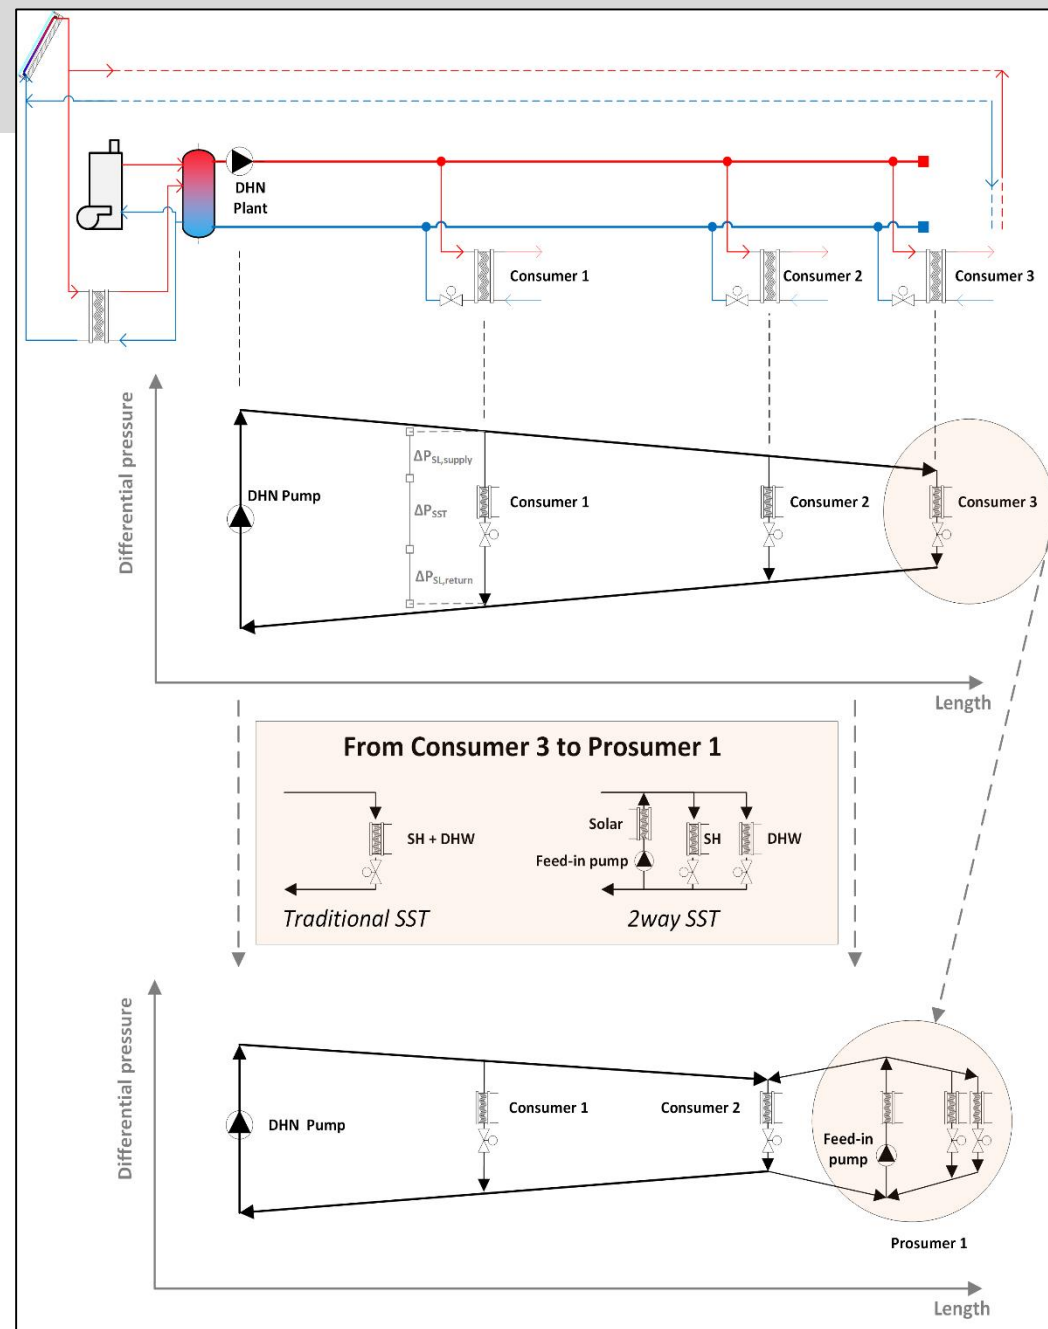 DHN
Plant
Consumer 1
Consumer 2
Consumer 3
Differential pressure
DHN Pump
ΔPSL,supply
ΔPSST
ΔPSL,return
Consumer 1
Consumer 2
Consumer 3
Length
From Consumer 3 to Prosumer 1
SH + DHW
Traditional SST
Solar
SH
DHW
Feed-in pump
2way SST
Differential pressure
DHN Pump
Consumer 1
Consumer 2
Feed-in
pump
Prosumer 1
Length